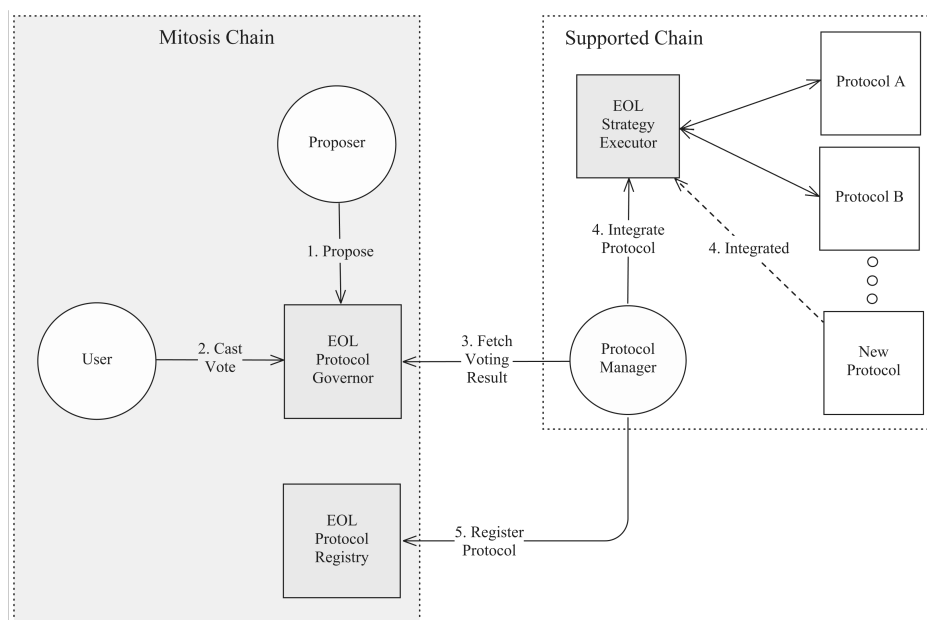 Mitosis Chain
Proposer
1. Propose
User
2. Cast
Vote
EOL
Protocol
Governor
3. Fetch
Voting
Result
EOL
Protocol
Registry
5. Register
Protocol
Supported Chain
EOL
Strategy
Executor
Protocol A
Protocol B
4. Integrate
Protocol
4. Integrated
Protocol
Manager
New
Protocol